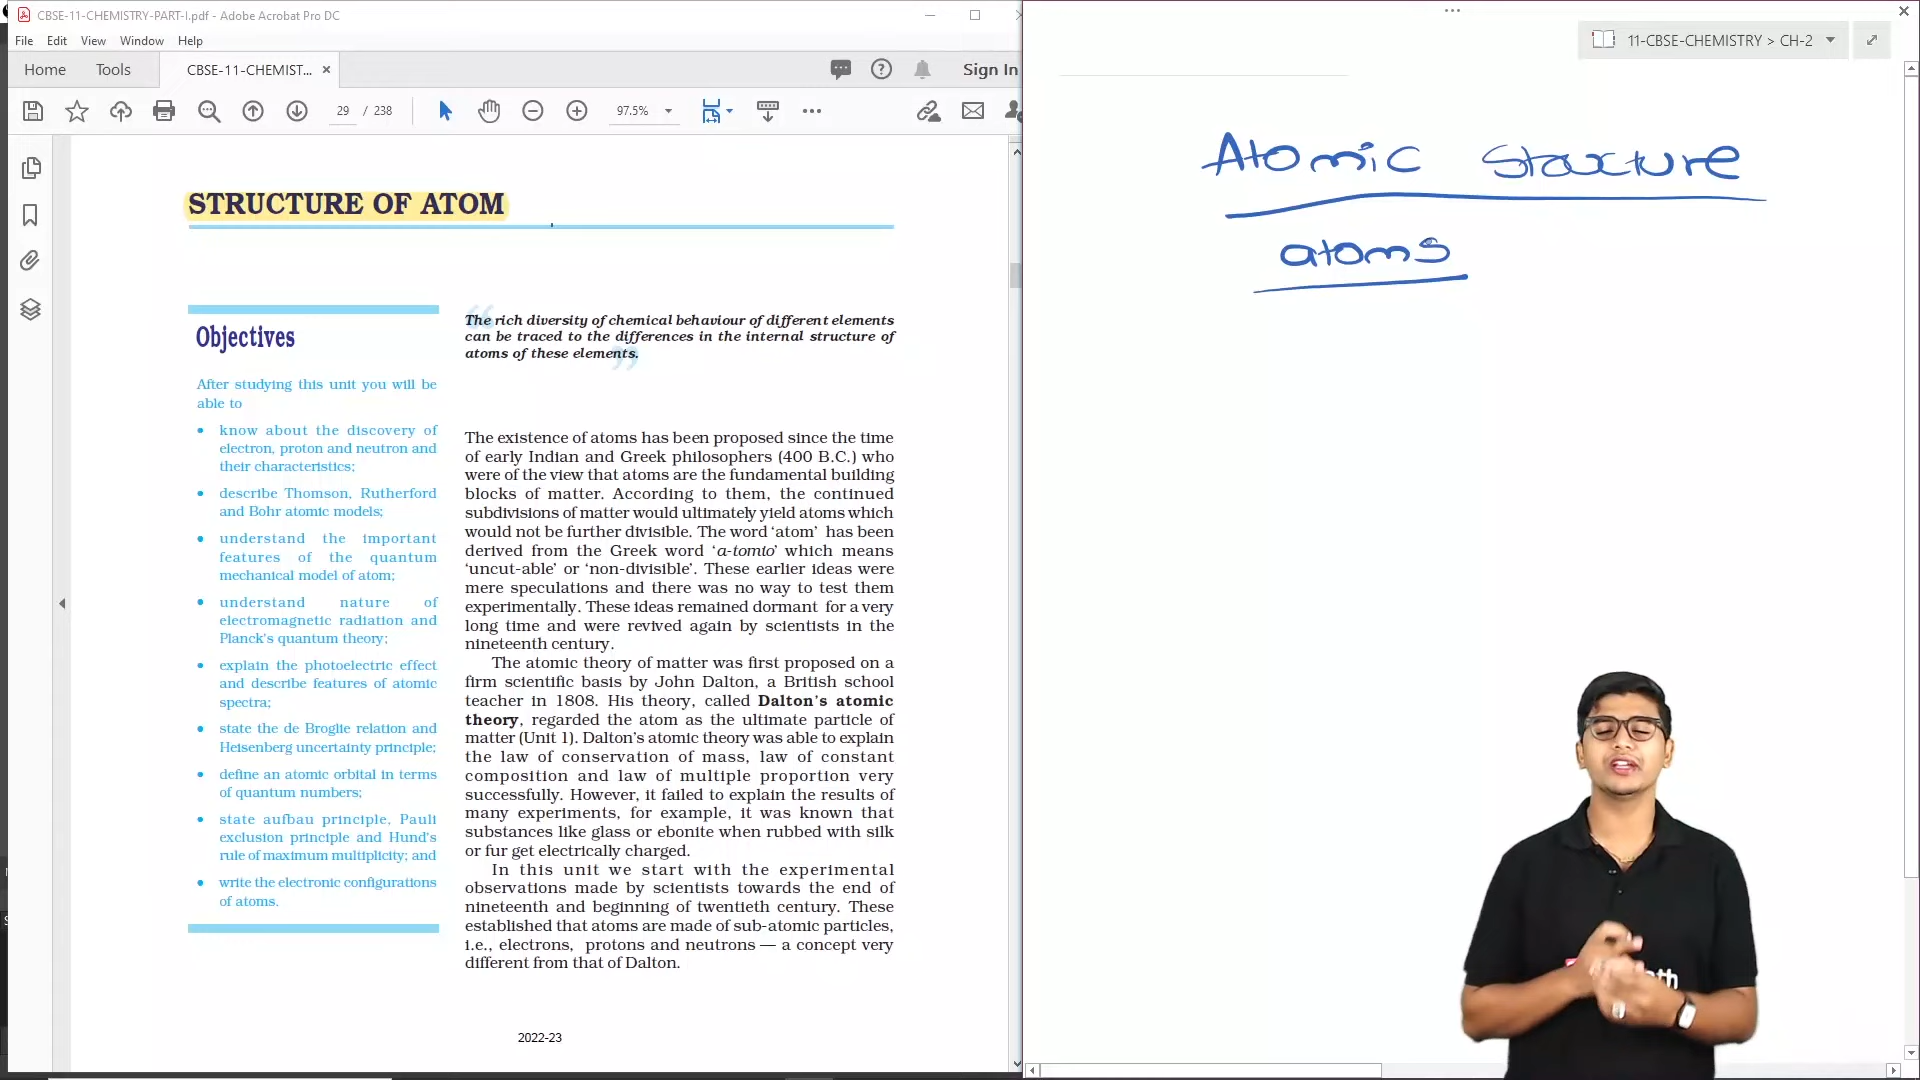 CBSE-11-CHEMISTRY-PART-I.pdf - Adobe Acrobat Pro DC
File Edit View Window Help
Home Tools CBSE-11-CHEMIST... × Sign In
29 / 238 97.5%
STRUCTURE OF ATOM
Objectives
After studying this unit you will be
able to
• know about the discovery of
electron, proton and neutron and
their characteristics;
• describe Thomson, Rutherford
and Bohr atomic models;
• understand the important
features of the quantum
mechanical model of atom;
• understand nature of
electromagnetic radiation and
Planck's quantum theory;
• explain the photoelectric effect
and describe features of atomic
spectra;
• state the de Broglie relation and
Heisenberg uncertainty principle;
• define an atomic orbital in terms
of quantum numbers;
• state aufbau principle, Pauli
exclusion principle and Hund's
rule of maximum multiplicity; and
• write the electronic configurations
of atoms.
“The rich diversity of chemical behaviour of different elements
can be traced to the differences in the internal structure of
atoms of these elements.”
The existence of atoms has been proposed since the time
of early Indian and Greek philosophers (400 B.C.) who
were of the view that atoms are the fundamental building
blocks of matter. According to them, the continued
subdivisions of matter would ultimately yield atoms which
would not be further divisible. The word ‘atom’ has been
derived from the Greek word ‘a-tomio’ which means
‘uncut-able’ or ‘non-divisible’. These earlier ideas were
mere speculations and there was no way to test them
experimentally. These ideas remained dormant for a very
long time and were revived again by scientists in the
nineteenth century.
The atomic theory of matter was first proposed on a
firm scientific basis by John Dalton, a British school
teacher in 1808. His theory, called Dalton's atomic
theory, regarded the atom as the ultimate particle of
matter (Unit 1). Dalton's atomic theory was able to explain
the law of conservation of mass, law of constant
composition and law of multiple proportion very
successfully. However, it failed to explain the results of
many experiments, for example, it was known that
substances like glass or ebonite when rubbed with silk
or fur get electrically charged.
In this unit we start with the experimental
observations made by scientists towards the end of
nineteenth and beginning of twentieth century. These
established that atoms are made of sub-atomic particles,
i.e., electrons, protons and neutrons — a concept very
different from that of Dalton.
2022-23
11-CBSE-CHEMISTRY > CH-2
Atomic Structure
atoms